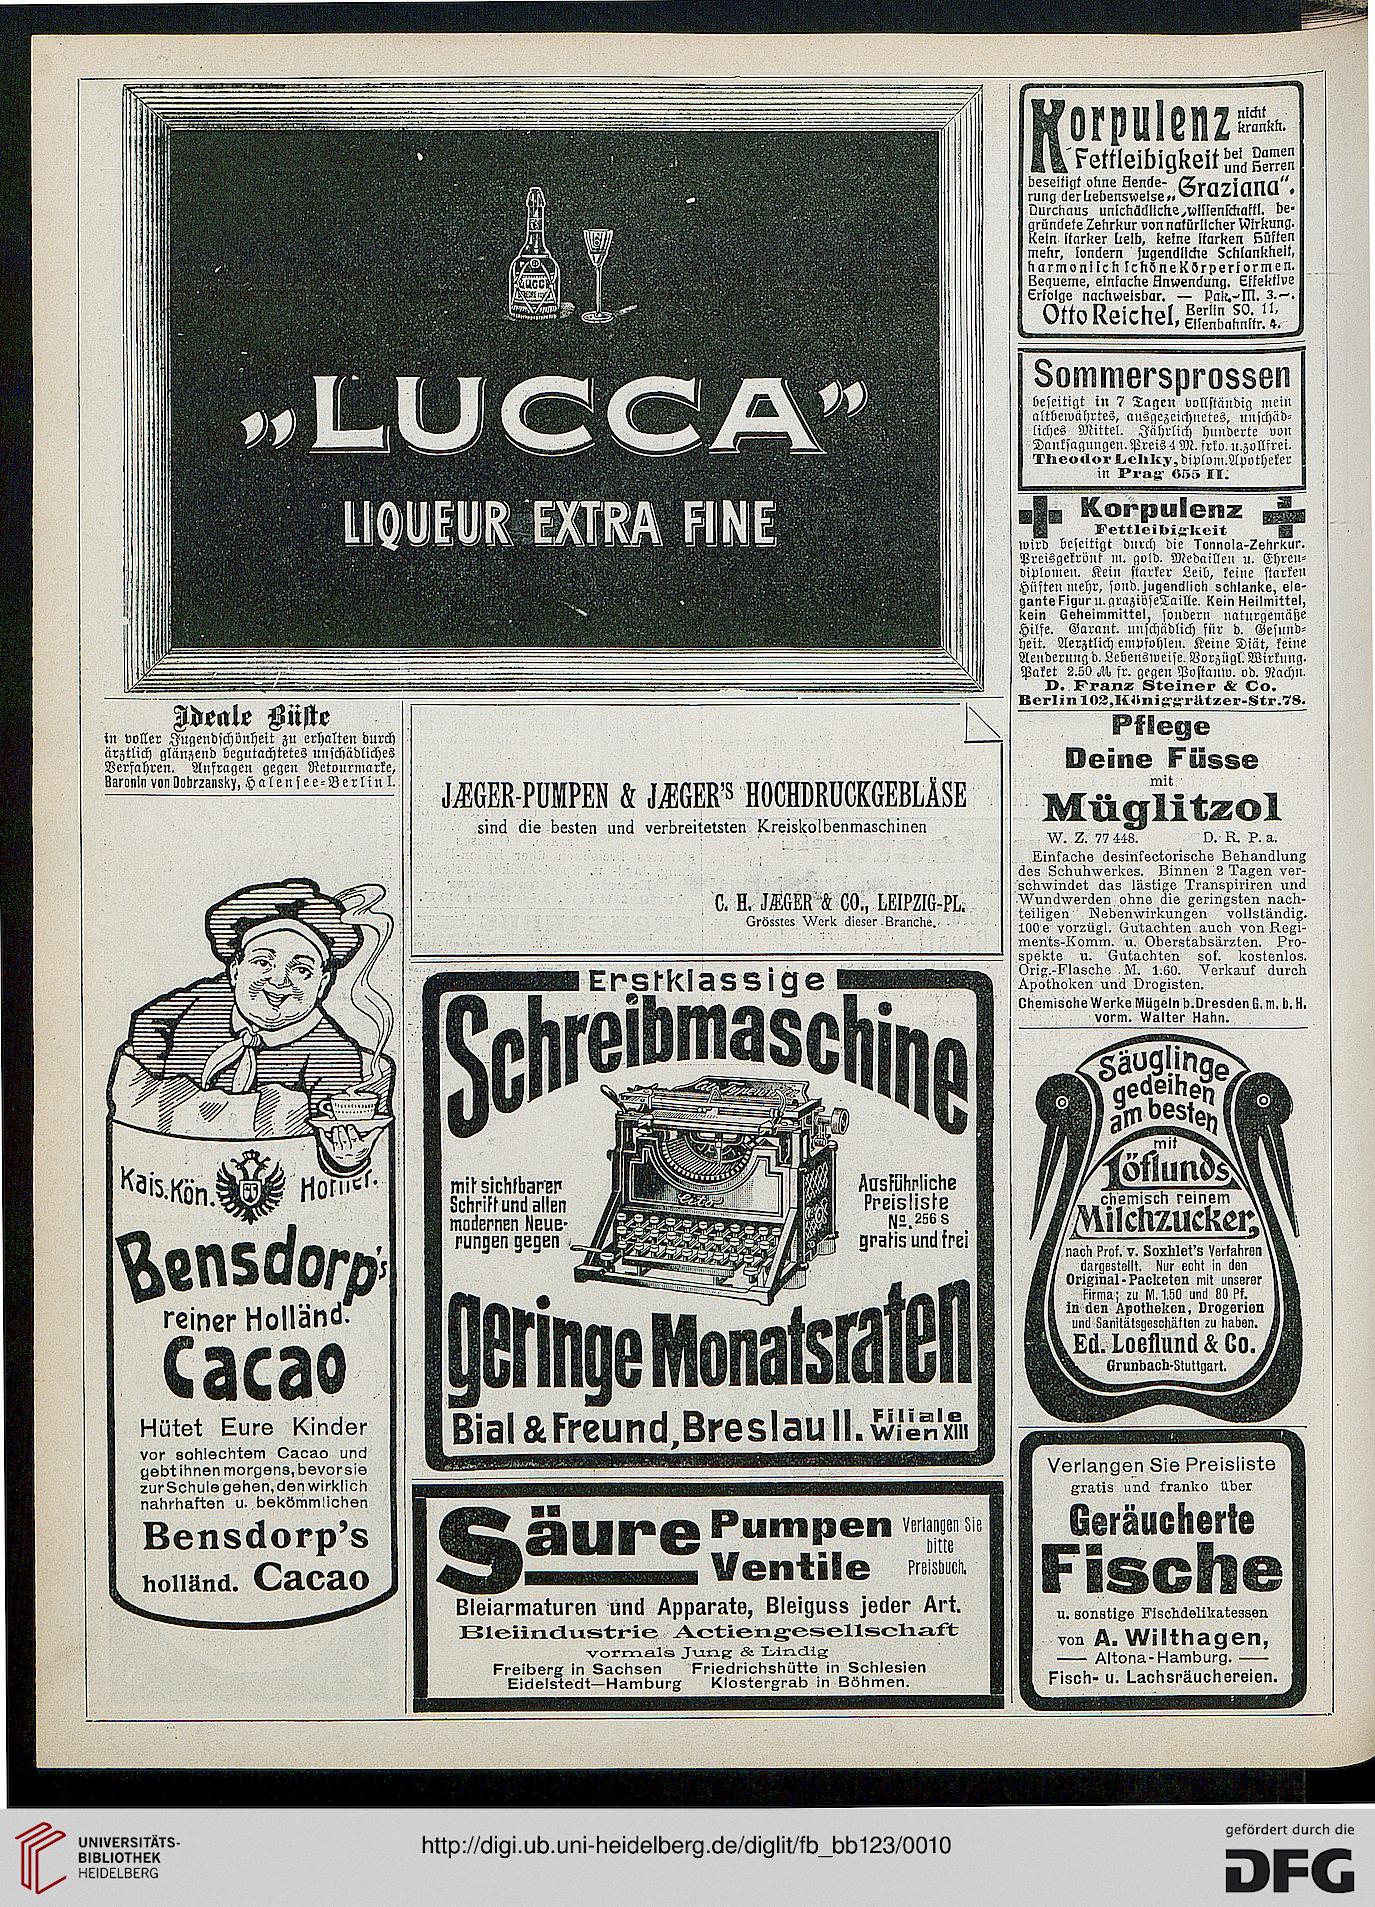 LUCCA
„LUCCA”
LIQUEUR EXTRA FINE
Korpulenz nicht krankh.
Fettleibigkeit bei Damen und Herren
beseitigt ohne Aende-
rung der Lebensweise „Graziana“.
Durchaus unschädliche, wissenschaftl. be-
gründete Zehrkur von natürlicher Wirkung.
Kein starker Leib, keine starken Hüften
mehr, sondern jugendliche Schlankheit,
harmonisch schöne Körperformen.
Bequeme, einfache Anwendung. Effektive
Erfolge nachweisbar. — Pak.-M. 3.—.
Otto Reichel, Berlin SO. 11, Eisenbahnstr. 4.
Sommersprossen
beseitigt in 7 Tagen vollständig mein
altbewährtes, ausgezeichnetes, unschäd-
liches Mittel. Jährlich hunderte von
Danksagungen. Preis 4 M. frko. u. zollfrei.
Theodor Lehky, diplom. Apotheker
in Prag 655 II.
Korpulenz
Fettleibigkeit
wird beseitigt durch die Tonnola-Zehrkur.
Preisgekrönt m. gold. Medaillen u. Ehren-
diplomen. Kein starker Leib, keine starken
Hüften mehr, sond. jugendlich schlanke, ele-
gante Figur u. graziöse Taille. Kein Heilmittel,
kein Geheimmittel, sondern naturgemäße
Hilfe. Garant. unschädlich für d. Gesund-
heit. Aerztlich empfohlen. Keine Diät, keine
Aenderung d. Lebensweise. Vorzügl. Wirkung.
Paket 2.50 M fr. gegen Postanw. od. Nachn.
D. Franz Steiner & Co.
Berlin 102, Königgrätzer-Str. 78.
Pflege
Deine Füsse
mit
Müglitzol
W. Z. 77 448. D. R. P. a.
Einfache desinfectorische Behandlung
des Schuhwerkes. Binnen 2 Tagen ver-
schwindet das lästige Transpiriren und
Wundwerden ohne die geringsten nach-
teiligen Nebenwirkungen vollständig.
100 e vorzügl. Gutachten auch von Regi-
ments-Komm. u. Oberstabsärzten. Pro-
spekte u. Gutachten sof. kostenlos.
Orig.-Flasche M. 1.60. Verkauf durch
Apotheken und Drogisten.
Chemische Werke Mügeln b. Dresden G. m. b. H.
vorm. Walter Hahn.
Säuglinge
gedeihen
am besten
mit
Löflunds
chemisch reinem
Milchzucker,
nach Prof. v. Soxhlet's Verfahren
dargestellt. Nur echt in den
Original-Packeten mit unserer
Firma; zu M. 1.50 und 80 Pf.
in den Apotheken, Drogerien
und Sanitätsgeschäften zu haben.
Ed. Loeflund & Co.
Grunbach-Stuttgart.
Verlangen Sie Preisliste
gratis und franko über
Geräucherte
Fische
u. sonstige Fischdelikatessen
von A. Wilthagen,
Altona-Hamburg.
Fisch- u. Lachsräuchereien.
Ideale Büste
in voller Jugendschönheit zu erhalten durch
ärztlich glänzend begutachtetes unschädliches
Verfahren. Anfragen gegen Retourmarke,
Baronin von Dobrzansky, Halensee-Berlin I.
JÆGER-PUMPEN & JÆGER'S HOCHDRUCKGEBLÄSE
sind die besten und verbreitetsten Kreiskolbenmaschinen
C. H. JÆGER & CO., LEIPZIG-PL.
Grösstes Werk dieser Branche.
Kais. Kön. Hoflief.
Bensdorp's
reiner Holländ.
Cacao
Hütet Eure Kinder
vor schlechtem Cacao und
gebt ihnen morgens, bevor sie
zur Schule gehen, den wirklich
nahrhaften u. bekömmlichen
Bensdorp's
holländ. Cacao
Erstklassige
Schreibmaschine
mit sichtbarer
Schrift und allen
modernen Neue-
rungen gegen
Ausführliche
Preisliste
No. 256 S
gratis und frei
geringe Monatsraten
Bial & Freund, Breslau II. Filiale Wien XIII
Säure Pumpen
Ventile
Verlangen Sie
bitte
Preisbuch.
Bleiarmaturen und Apparate, Bleiguss jeder Art.
Bleiindustrie Actiengesellschaft
vormals Jung & Lindig
Freiberg in Sachsen Friedrichshütte in Schlesien
Eidelstedt—Hamburg Klostergrab in Böhmen.
UNIVERSITÄTS-
BIBLIOTHEK
HEIDELBERG
http://digi.ub.uni-heidelberg.de/diglit/fb_bb123/0010
gefördert durch die
DFG